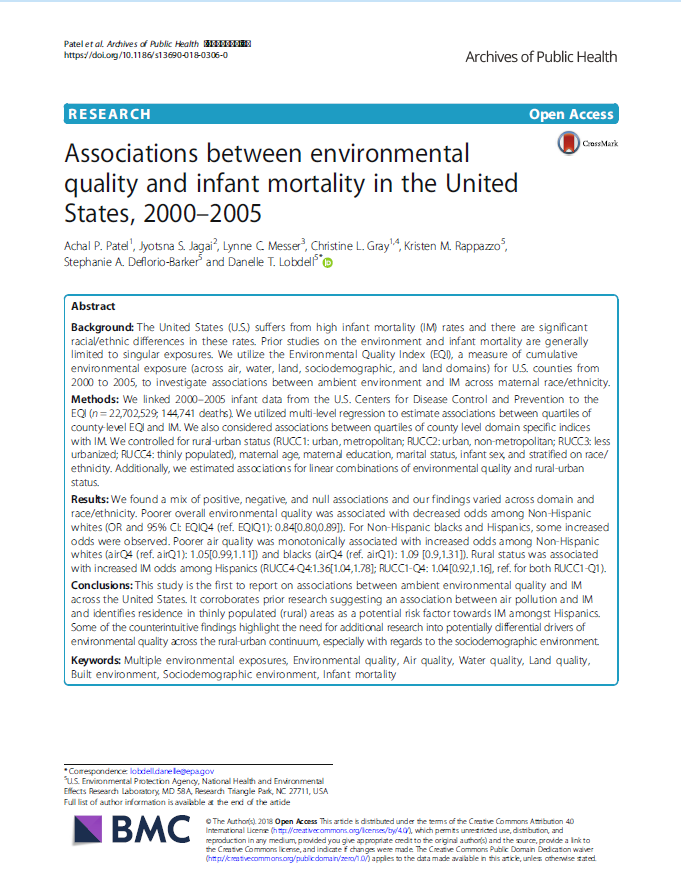 Patel et al. Archives of Public Health
https://doi.org/10.1186/s13690-018-0306-0
Archives of Public Health
RESEARCH
Open Access
CrossMark
Associations between environmental
quality and infant mortality in the United
States, 2000–2005
Achal P. Patel1, Jyotsna S. Jagai2, Lynne C. Messer3, Christine L. Gray1,4, Kristen M. Rappazzo5,
Stephanie A. Deflorio-Barker5 and Danelle T. Lobdell5*
Abstract
Background: The United States (U.S.) suffers from high infant mortality (IM) rates and there are significant
racial/ethnic differences in these rates. Prior studies on the environment and infant mortality are generally
limited to singular exposures. We utilize the Environmental Quality Index (EQI), a measure of cumulative
environmental exposure (across air, water, land, sociodemographic, and land domains) for U.S. counties from
2000 to 2005, to investigate associations between ambient environment and IM across maternal race/ethnicity.
Methods: We linked 2000–2005 infant data from the U.S. Centers for Disease Control and Prevention to the
EQI (n = 22,702,529; 144,741 deaths). We utilized multi-level regression to estimate associations between quartiles of
county-level EQI and IM. We also considered associations between quartiles of county level domain specific indices
with IM. We controlled for rural-urban status (RUCC1: urban, metropolitan; RUCC2: urban, non-metropolitan; RUCC3: less
urbanized; RUCC4: thinly populated), maternal age, maternal education, marital status, infant sex, and stratified on race/
ethnicity. Additionally, we estimated associations for linear combinations of environmental quality and rural-urban
status.
Results: We found a mix of positive, negative, and null associations and our findings varied across domain and
race/ethnicity. Poorer overall environmental quality was associated with decreased odds among Non-Hispanic
whites (OR and 95% CI: EQIQ4 (ref. EQIQ1): 0.84[0.80,0.89]). For Non-Hispanic blacks and Hispanics, some increased
odds were observed. Poorer air quality was monotonically associated with increased odds among Non-Hispanic
whites (airQ4 (ref. airQ1): 1.05[0.99,1.11]) and blacks (airQ4 (ref. airQ1): 1.09 [0.9,1.31]). Rural status was associated
with increased IM odds among Hispanics (RUCC4-Q4:1.36[1.04,1.78]; RUCC1-Q4: 1.04[0.92,1.16], ref. for both RUCC1-Q1).
Conclusions: This study is the first to report on associations between ambient environmental quality and IM
across the United States. It corroborates prior research suggesting an association between air pollution and IM
and identifies residence in thinly populated (rural) areas as a potential risk factor towards IM amongst Hispanics.
Some of the counterintuitive findings highlight the need for additional research into potentially differential drivers of
environmental quality across the rural-urban continuum, especially with regards to the sociodemographic environment.
Keywords: Multiple environmental exposures, Environmental quality, Air quality, Water quality, Land quality,
Built environment, Sociodemographic environment, Infant mortality
* Correspondence: lobdell.danelle@epa.gov
5U.S. Environmental Protection Agency, National Health and Environmental
Effects Research Laboratory, MD 58A, Research Triangle Park, NC 27711, USA
Full list of author information is available at the end of the article
BMC
© The Author(s). 2018 Open Access This article is distributed under the terms of the Creative Commons Attribution 4.0
International License (http://creativecommons.org/licenses/by/4.0/), which permits unrestricted use, distribution, and
reproduction in any medium, provided you give appropriate credit to the original author(s) and the source, provide a link to
the Creative Commons license, and indicate if changes were made. The Creative Commons Public Domain Dedication waiver
(http://creativecommons.org/publicdomain/zero/1.0/) applies to the data made available in this article, unless otherwise stated.